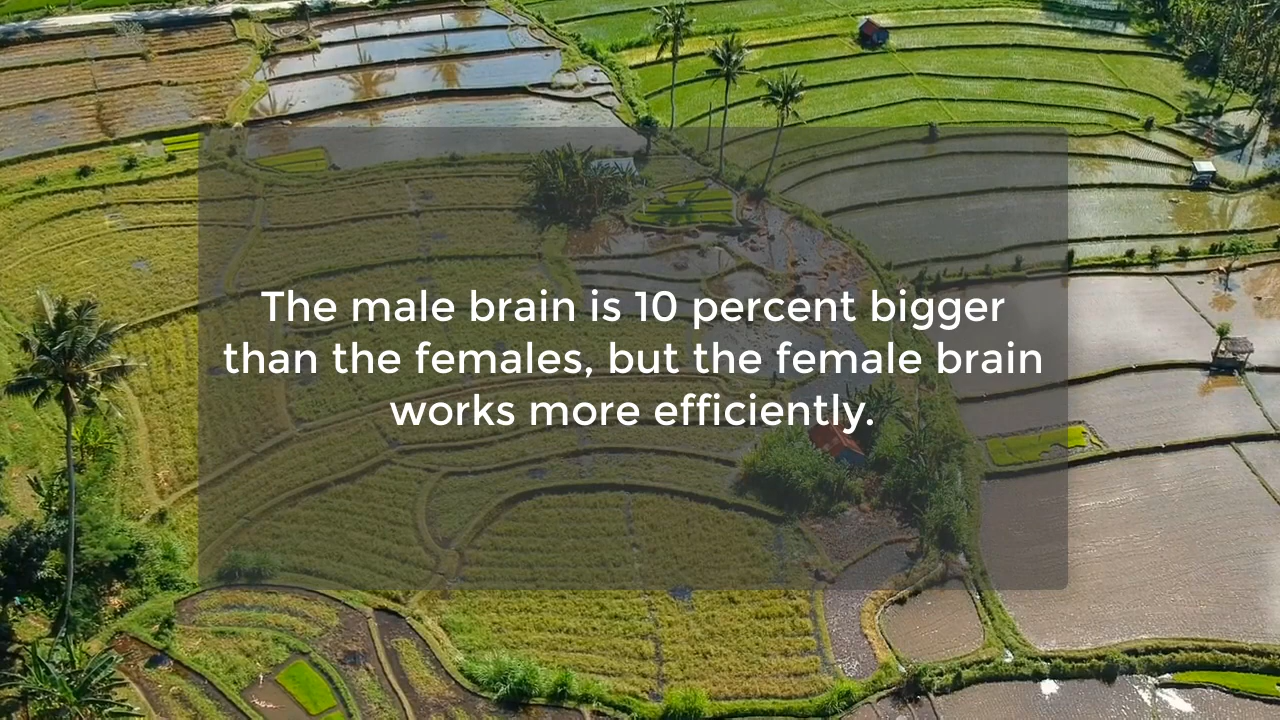 The male brain is 10 percent bigger
than the females, but the female brain
works more efficiently.